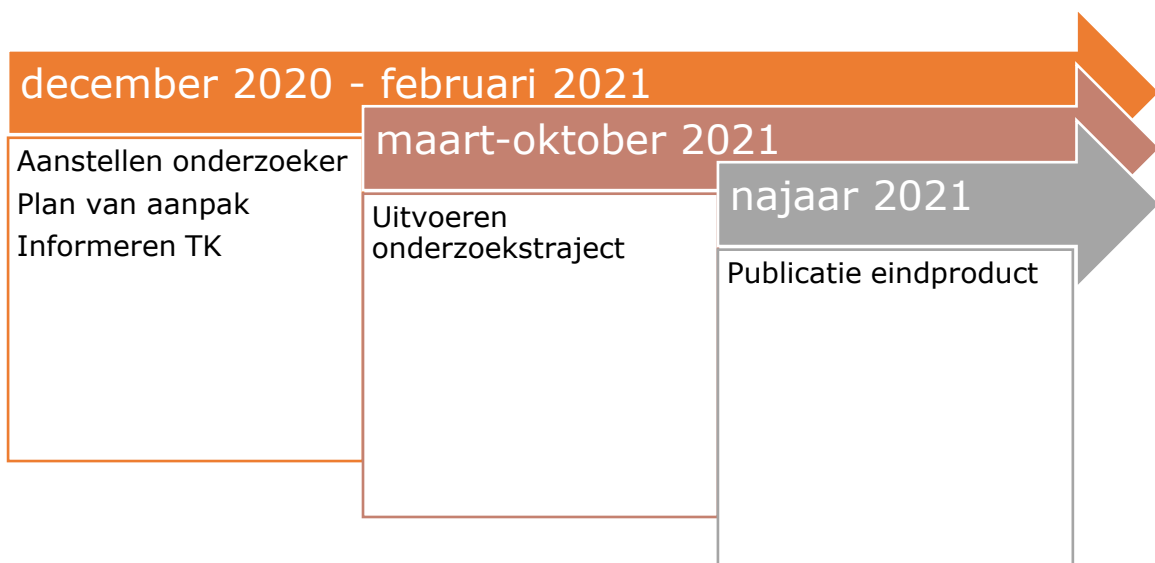 december 2020 - februari 2021
Aanstellen onderzoeker
Plan van aanpak
Informeren TK
maart-oktober 2021
Uitvoeren
onderzoekstraject
najaar 2021
Publicatie eindproduct